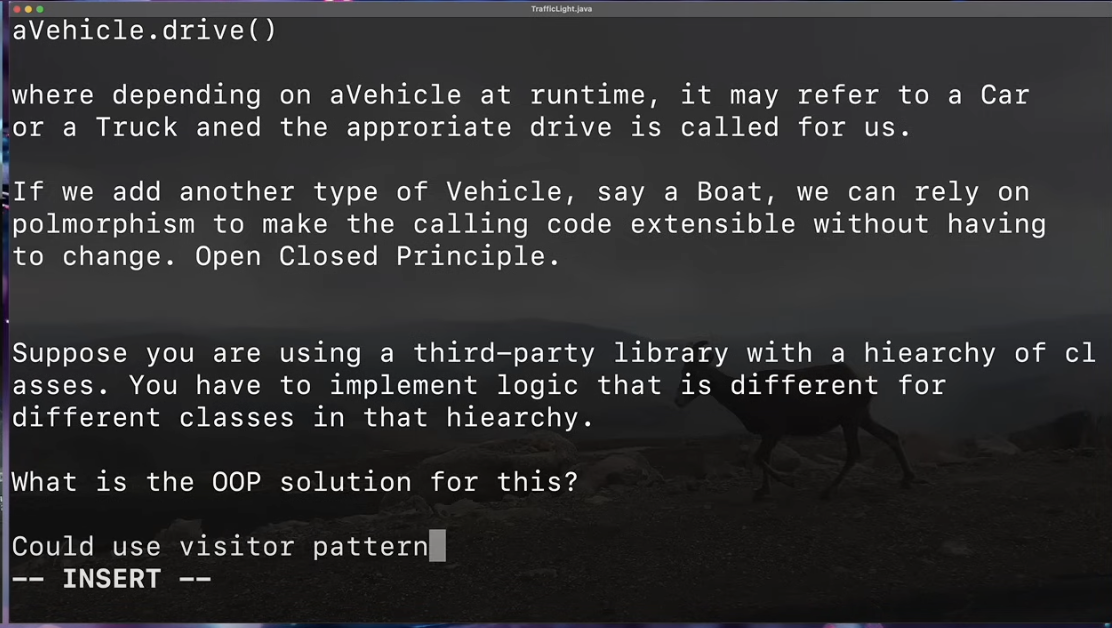 TrafficLight.java
aVehicle.drive()
where depending on aVehicle at runtime, it may refer to a Car
or a Truck aned the approriate drive is called for us.
If we add another type of Vehicle, say a Boat, we can rely on
polmorphism to make the calling code extensible without having
to change. Open Closed Principle.
Suppose you are using a third-party library with a hiearchy of cl
asses. You have to implement logic that is different for
different classes in that hiearchy.
What is the OOP solution for this?
Could use visitor pattern
-- INSERT --